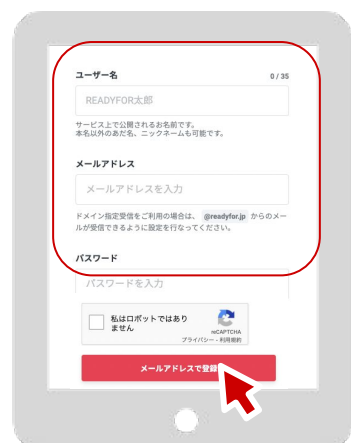 ユーザー名
0 / 35
READYFOR太郎
サービス上で公開されるお名前です。
本名以外のあだ名、ニックネームも可能です。
メールアドレス
メールアドレスを入力
ドメイン指定受信をご利用の場合は、 @readyfor.jp からのメー
ルが受信できるように設定を行なってください。
パスワード
パスワードを入力
私はロボットではあり
ません
reCAPTCHA
プライバシー - 利用規約
メールアドレスで登録